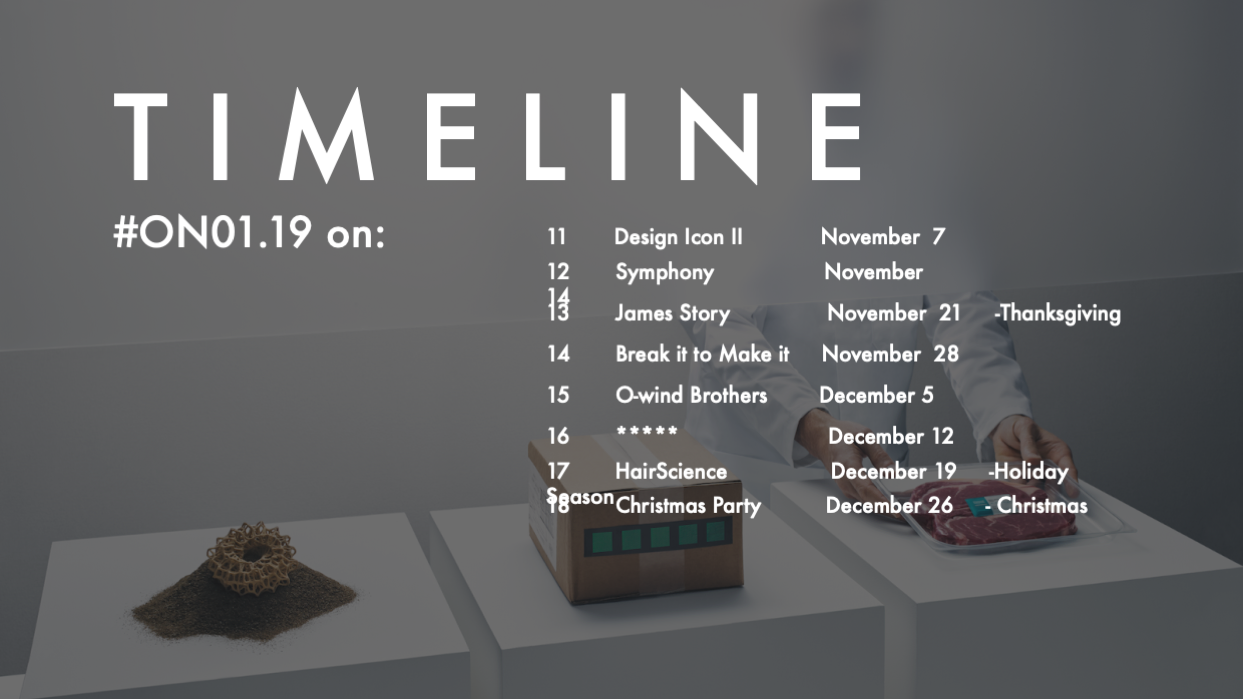 TIMELINE
#ON01.19 on:
11 Design Icon II November 7
12 Symphony November
14
13 James Story November 21 -Thanksgiving
14 Break it to Make it November 28
15 O-wind Brothers December 5
16 ***** December 12
17 HairScience December 19 -Holiday
Season
18 Christmas Party December 26 - Christmas